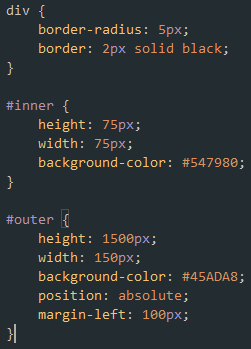 div {
    border-radius: 5px;
    border: 2px solid black;
}

#inner {
    height: 75px;
    width: 75px;
    background-color: #547980;
}

#outer {
    height: 1500px;
    width: 150px;
    background-color: #45ADA8;
    position: absolute;
    margin-left: 100px;
}